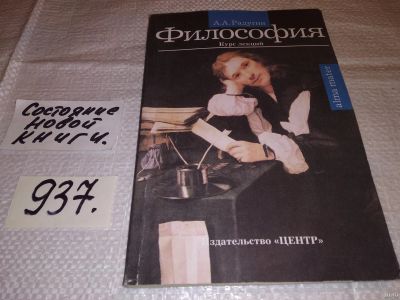 А.А.Радугин
Философия
Курс лекций
alma mater
Издательство «ЦЕНТР»
Состояние
новой
книги.
937.